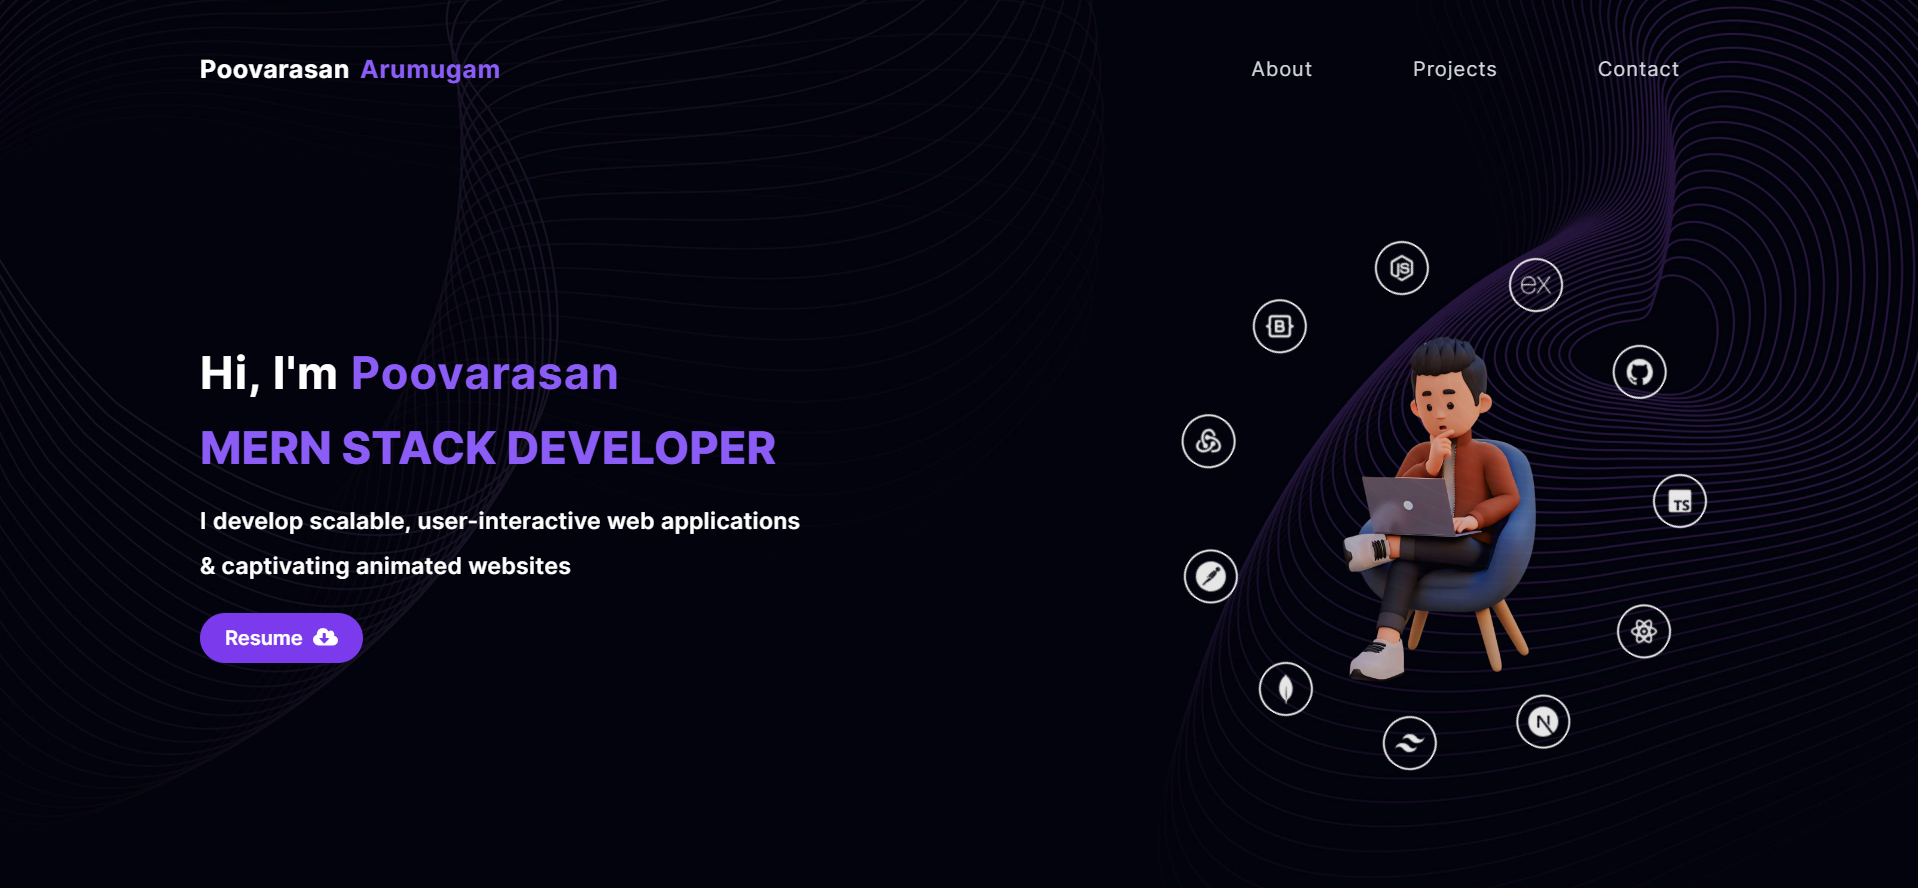 Poovarasan Arumugam
About
Projects
Contact
Hi, I'm Poovarasan
MERN STACK DEVELOPER
I develop scalable, user-interactive web applications
& captivating animated websites
Resume
JS
ex
B
TS
N